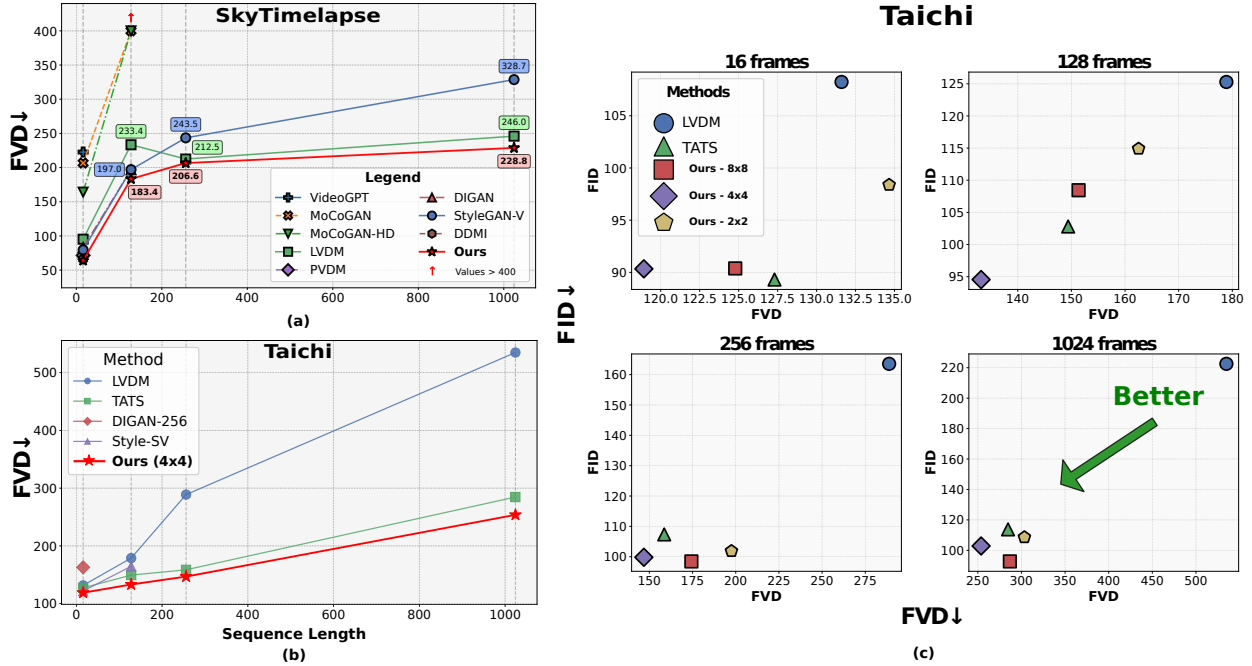 SkyTimelapse
FVD↓
400
350
300
250
200
150
100
50
0
200
400
600
800
1000
233.4
197.0
183.4
243.5
212.5
206.6
328.7
246.0
228.8
Legend
VideoGPT
MoCoGAN
MoCoGAN-HD
LVDM
PVDM
DIGAN
StyleGAN-V
DDMI
Ours
↑ Values > 400
(a)
Taichi
FVD↓
500
400
300
200
100
0
200
400
600
800
1000
Sequence Length
Method
LVDM
TATS
DIGAN-256
Style-SV
Ours (4x4)
(b)
Taichi
FID↓
16 frames
FID
105
100
95
90
120.0
122.5
125.0
127.5
130.0
132.5
135.0
FVD
Methods
LVDM
TATS
Ours - 8x8
Ours - 4x4
Ours - 2x2
128 frames
FID
125
120
115
110
105
100
95
140
150
160
170
180
FVD
256 frames
FID
160
150
140
130
120
110
100
150
175
200
225
250
275
FVD
1024 frames
FID
220
200
180
160
140
120
100
250
300
350
400
450
500
FVD
Better
FVD↓
(c)